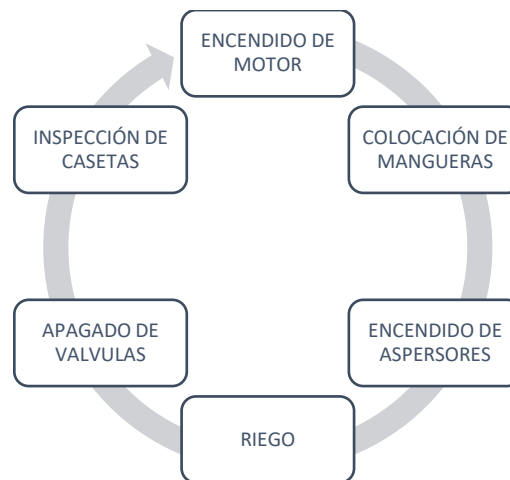 ENCENDIDO DE
MOTOR
COLOCACIÓN DE
MANGUERAS
ENCENDIDO DE
ASPERSORES
RIEGO
APAGADO DE
VALVULAS
INSPECCIÓN DE
CASETAS